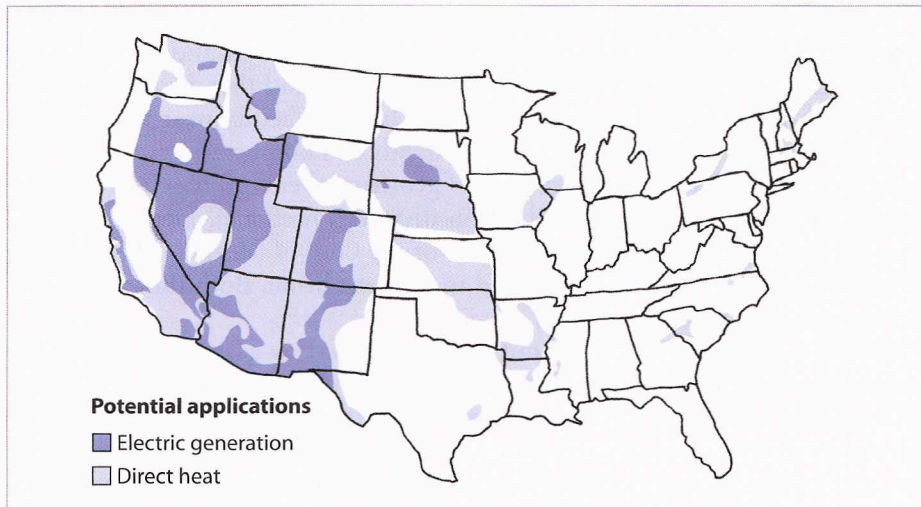 Potential applications
Electric generation
Direct heat